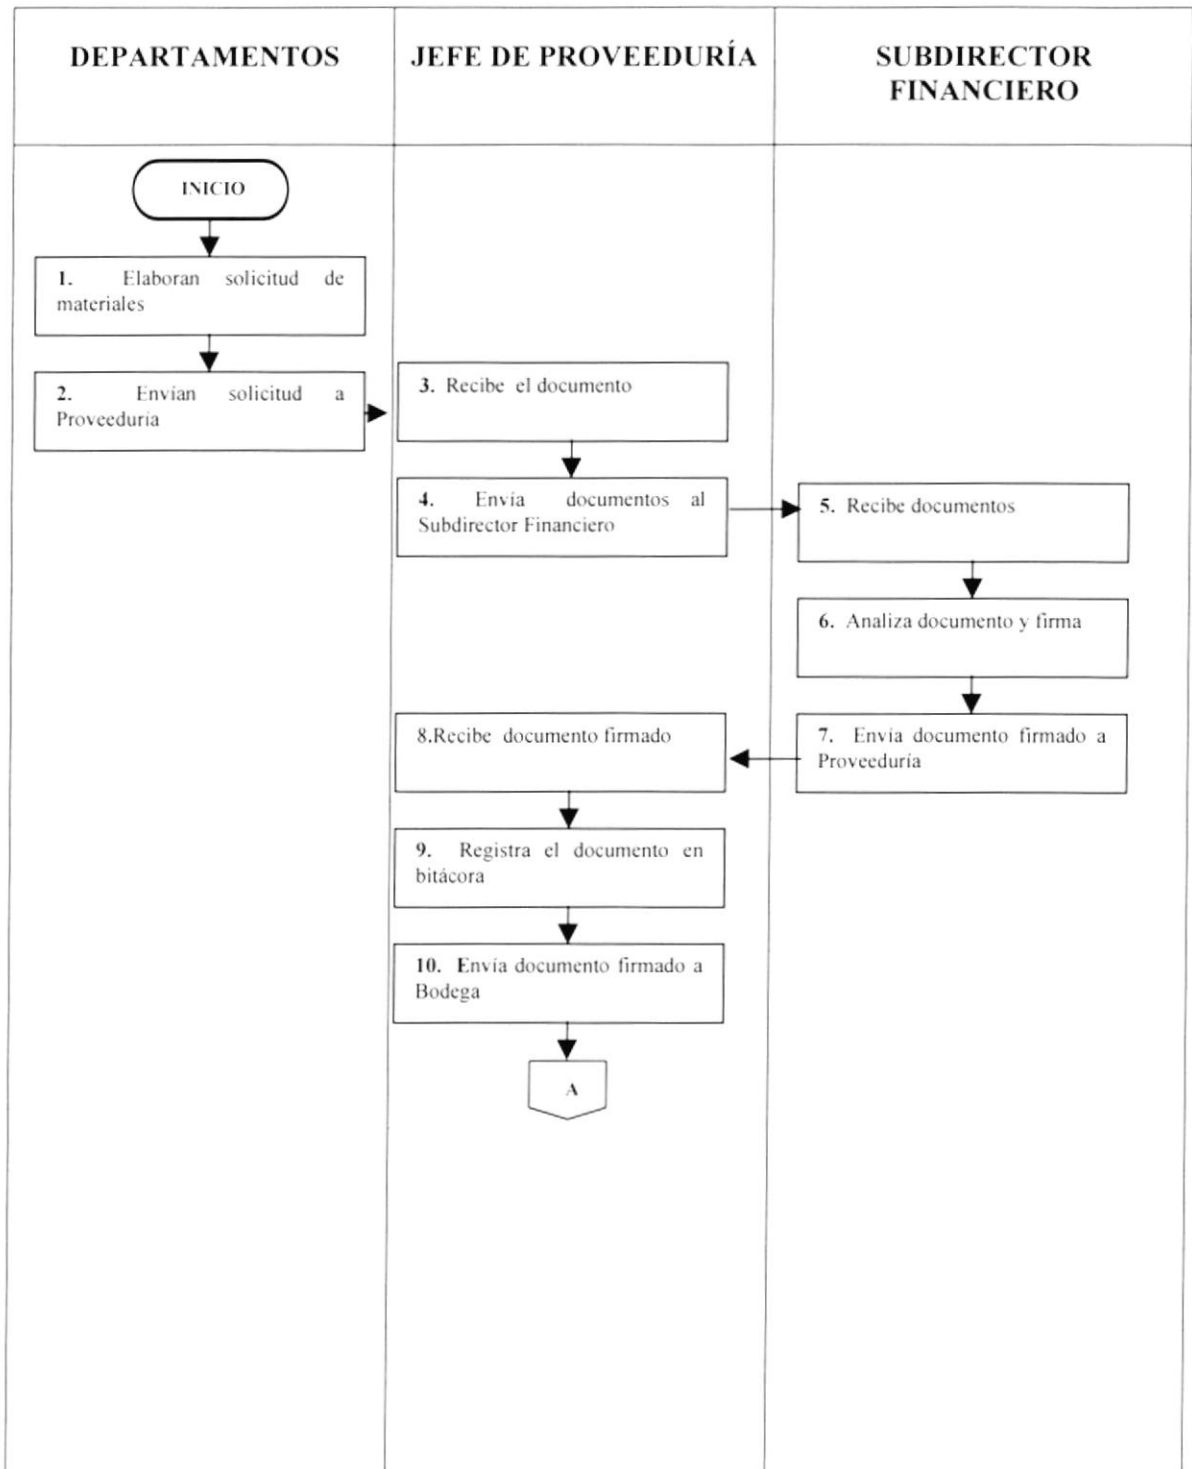 DEPARTAMENTOS
JEFE DE PROVEEDURÍA
SUBDIRECTOR
FINANCIERO
INICIO
1. Elaboran solicitud de
materiales
2. Envían solicitud a
Proveeduría
3. Recibe el documento
4. Envía documentos al
Subdirector Financiero
5. Recibe documentos
6. Analiza documento y firma
7. Envía documento firmado a
Proveeduría
8.Recibe documento firmado
9. Registra el documento en
bitácora
10. Envía documento firmado a
Bodega
A